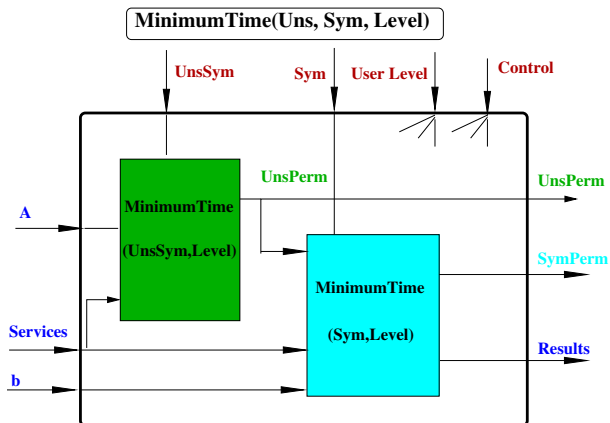 MinimumTime(Uns, Sym, Level)
UnsSym
Sym
User Level
Control
UnsPerm
UnsPerm
A
MinimumTime
(UnsSym,Level)
SymPerm
MinimumTime
(Sym,Level)
Services
Results
b